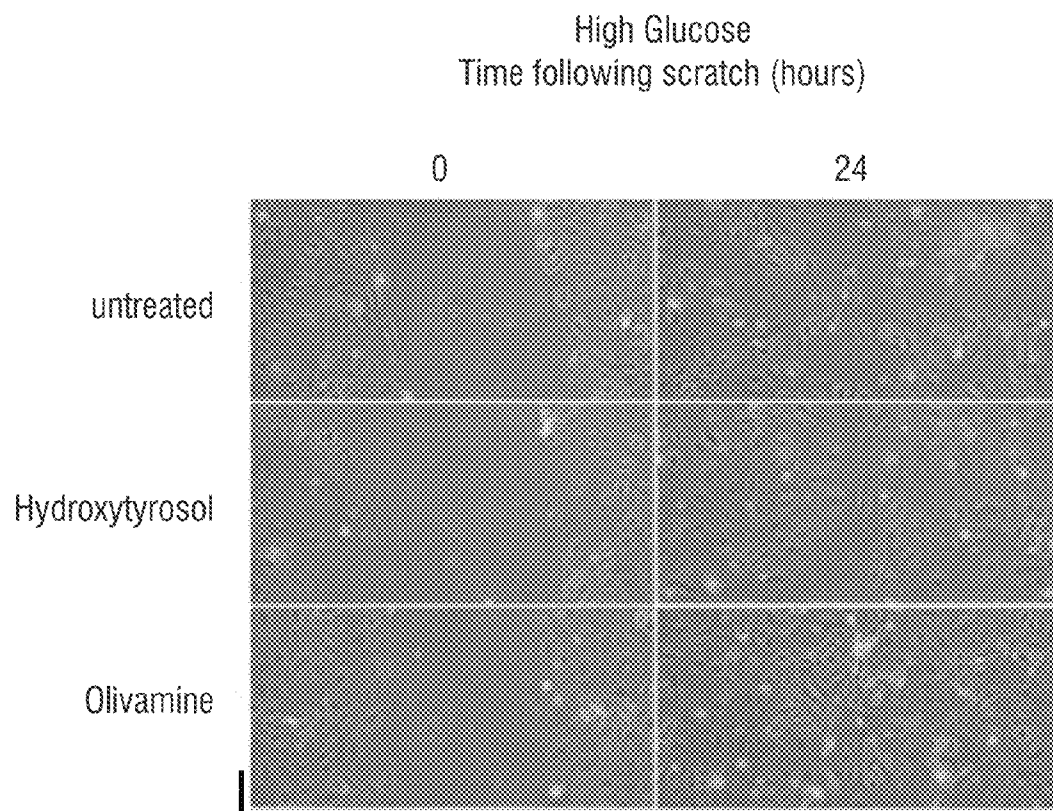 High Glucose
Time following scratch (hours)
0 24
untreated
Hydroxytyrosol
Olivamine